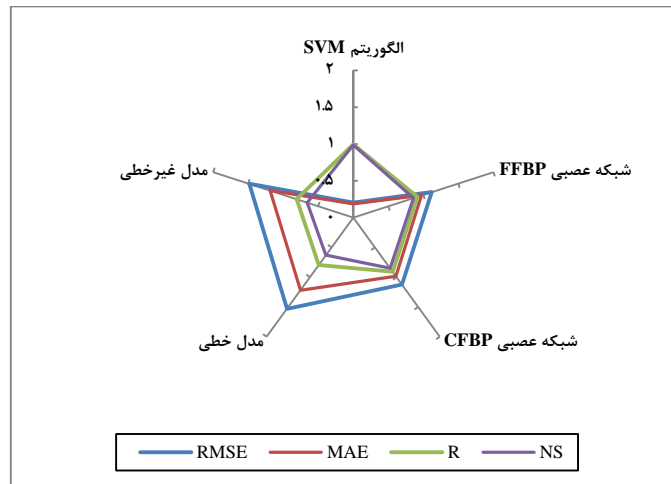 الگوریتم SVM
۲
۱.۵
۱
۰.۵
۰
شبکه عصبی FFBP
شبکه عصبی CFBP
مدل خطی
مدل غیرخطی
RMSE MAE R NS